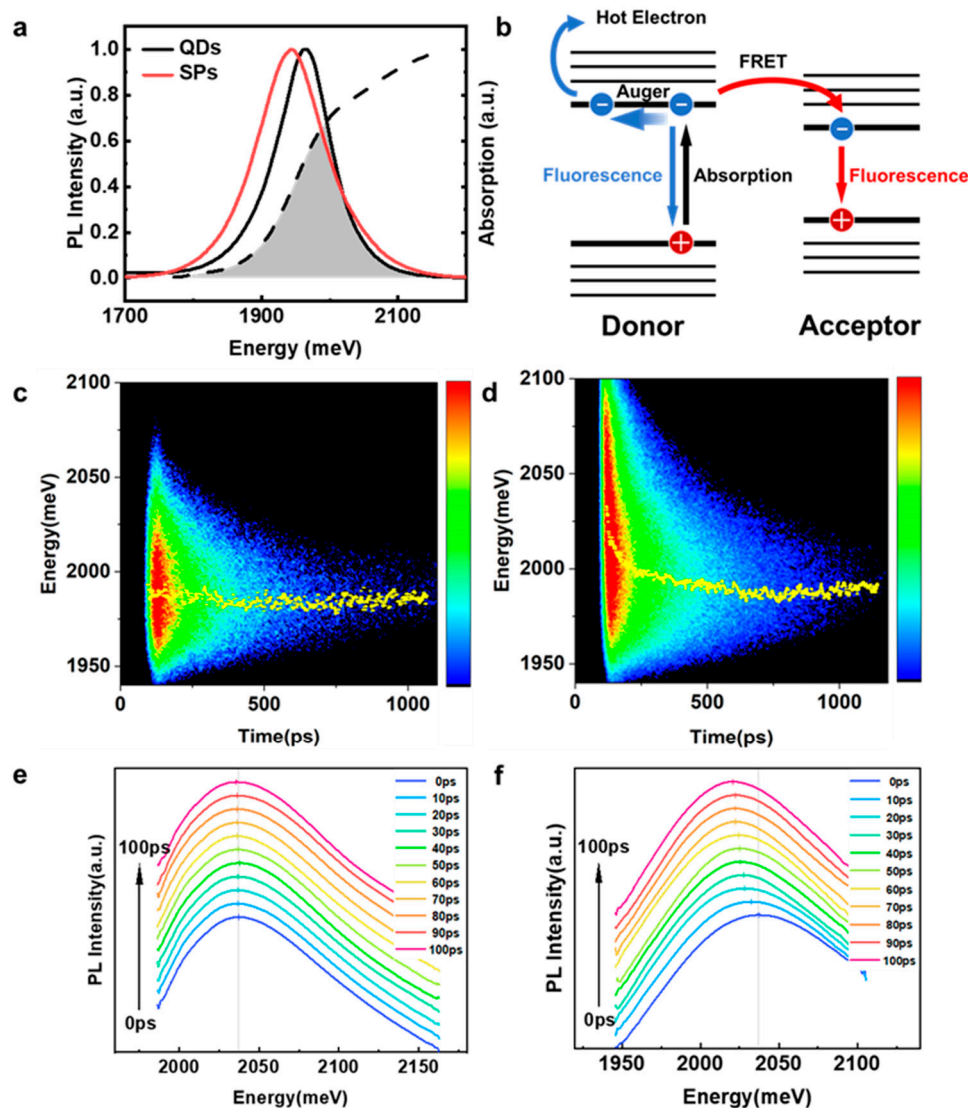 a
QDs
SPs
PL Intensity (a.u.)
1.0
0.8
0.6
0.4
0.2
0.0
1700
1900
2100
Energy (meV)
Absorption (a.u.)
b
Hot Electron
FRET
Auger
Fluorescence
Absorption
Fluorescence
Donor
Acceptor
c
2100
2050
2000
1950
Energy(meV)
0
500
1000
Time(ps)
d
2100
2050
2000
1950
Energy(meV)
0
500
1000
Time(ps)
e
PL Intensity(a.u.)
100ps
0ps
0ps
10ps
20ps
30ps
40ps
50ps
60ps
70ps
80ps
90ps
100ps
2000
2050
2100
2150
Energy(meV)
f
PL Intensity(a.u.)
100ps
0ps
0ps
10ps
20ps
30ps
40ps
50ps
60ps
70ps
80ps
90ps
100ps
1950
2000
2050
2100
Energy(meV)